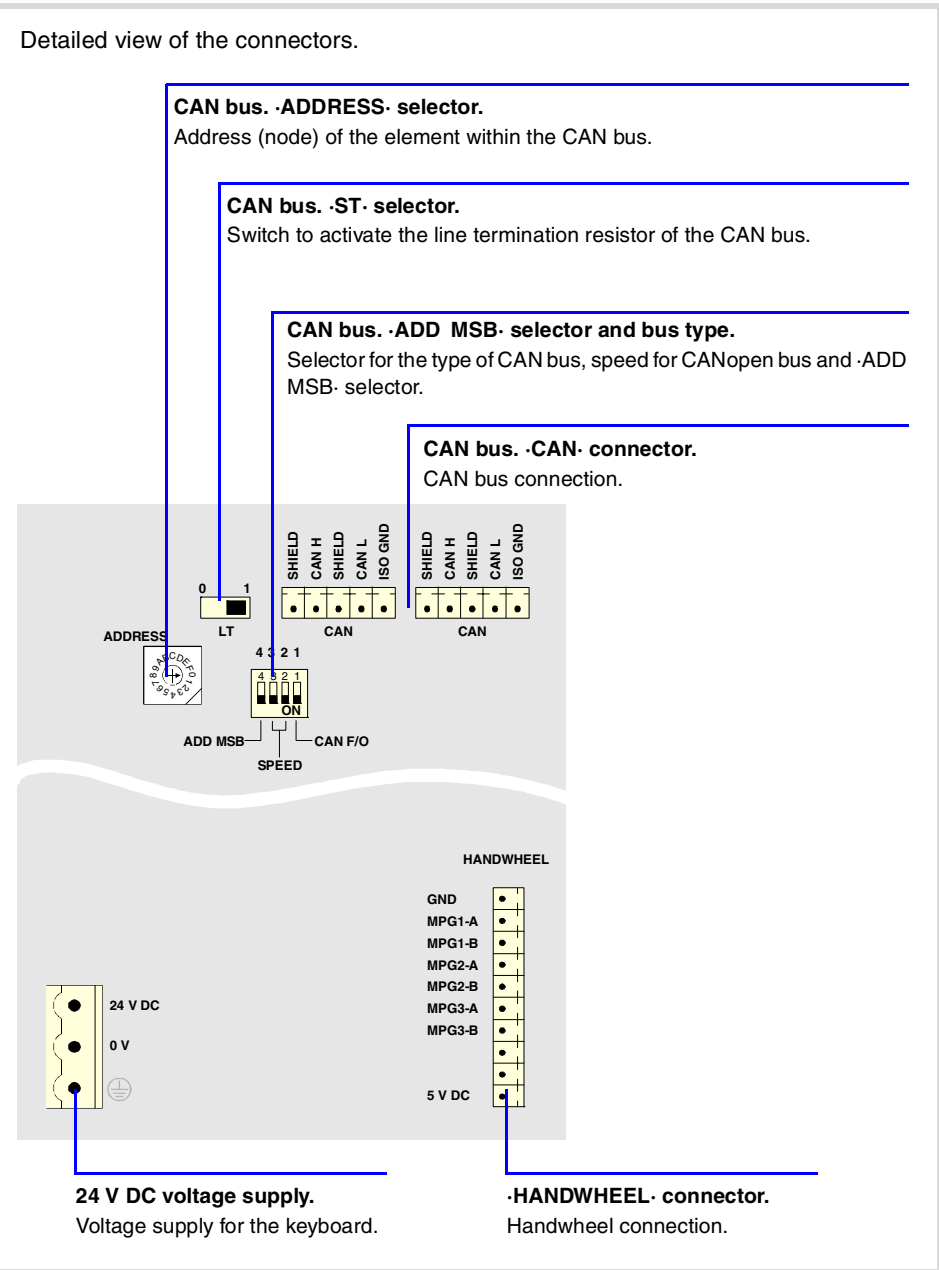 Detailed view of the connectors.
CAN bus. ·ADDRESS· selector.
Address (node) of the element within the CAN bus.
CAN bus. ·ST· selector.
Switch to activate the line termination resistor of the CAN bus.
CAN bus. ·ADD MSB· selector and bus type.
Selector for the type of CAN bus, speed for CANopen bus and ·ADD
MSB· selector.
CAN bus. ·CAN· connector.
CAN bus connection.
SHIELD
CAN H
SHIELD
CAN L
ISO GND
SHIELD
CAN H
SHIELD
CAN L
ISO GND
0 1
LT
CAN
CAN
ADDRESS
0123456789ABCDEF
4 3 2 1
4 3 2 1
ON
ADD MSB
CAN F/O
SPEED
HANDWHEEL
GND
MPG1-A
MPG1-B
MPG2-A
MPG2-B
MPG3-A
MPG3-B
5 V DC
24 V DC
0 V
24 V DC voltage supply.
Voltage supply for the keyboard.
·HANDWHEEL· connector.
Handwheel connection.